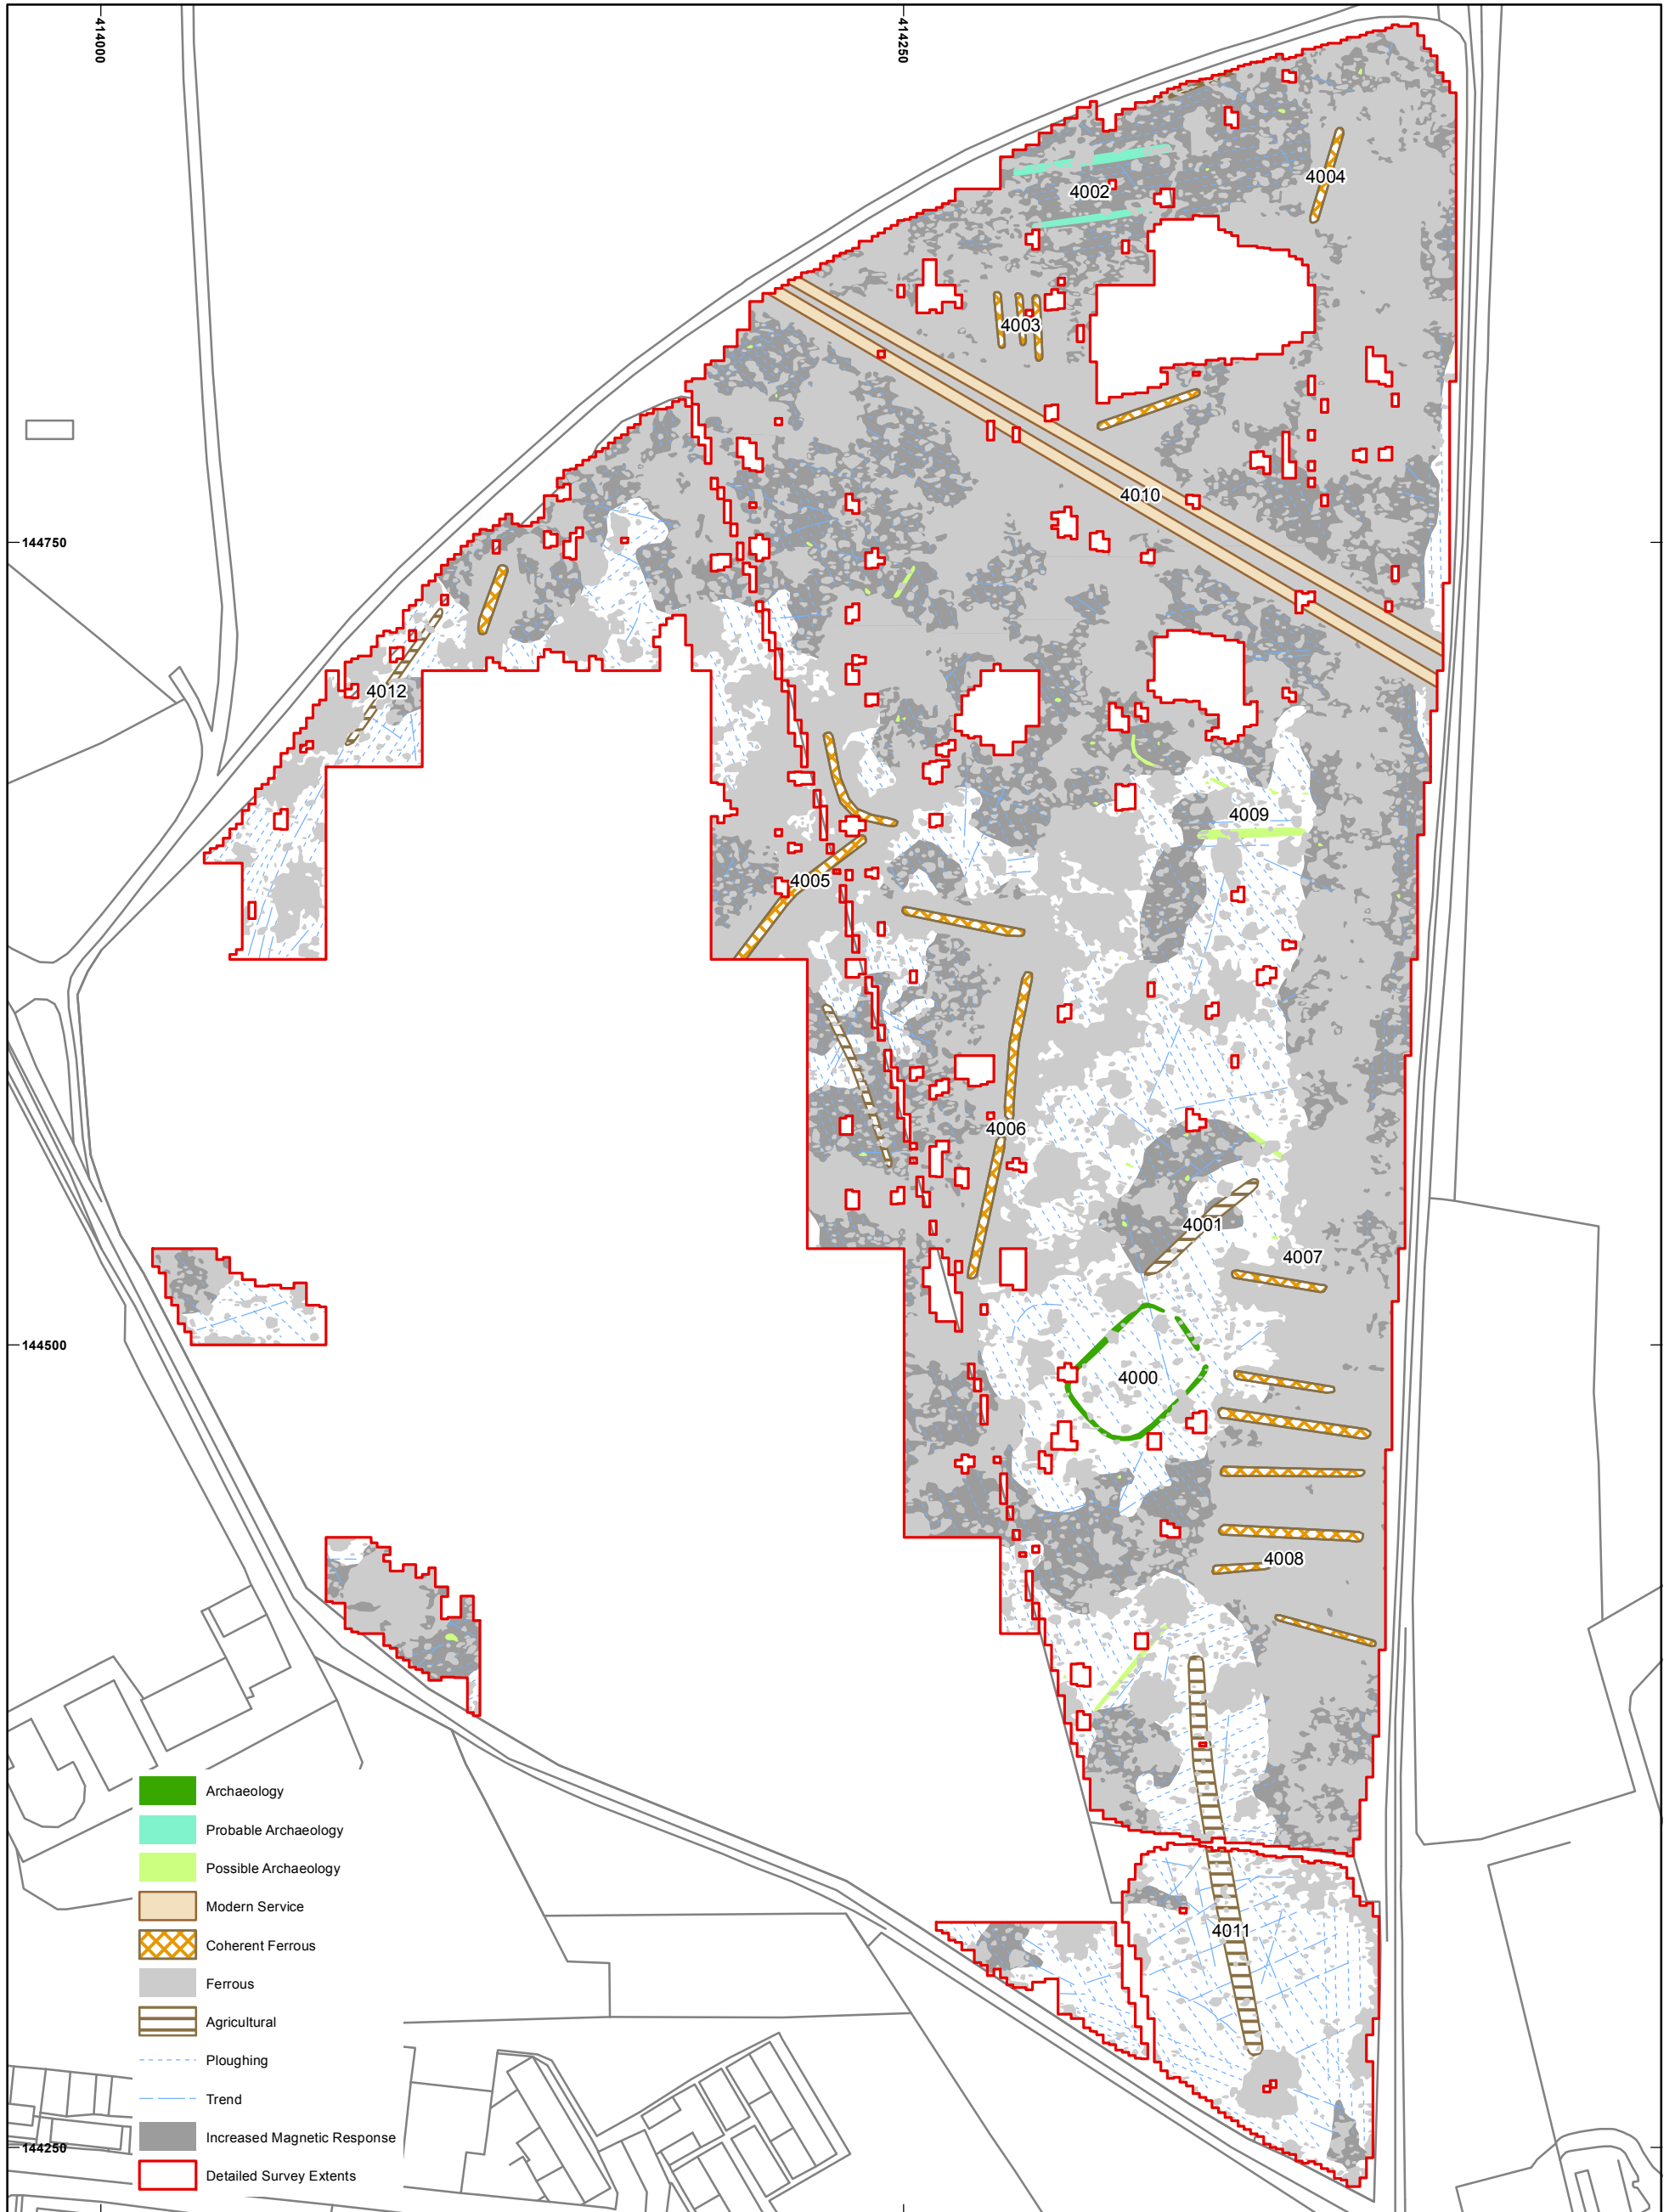 414000
414250
4002
4004
4003
4010
144750
4012
4009
4005
4006
4001
4007
144500
4000
4008
4011
Archaeology
Probable Archaeology
Possible Archaeology
Modern Service
Coherent Ferrous
Ferrous
Agricultural
Ploughing
Trend
Increased Magnetic Response
144250
Detailed Survey Extents